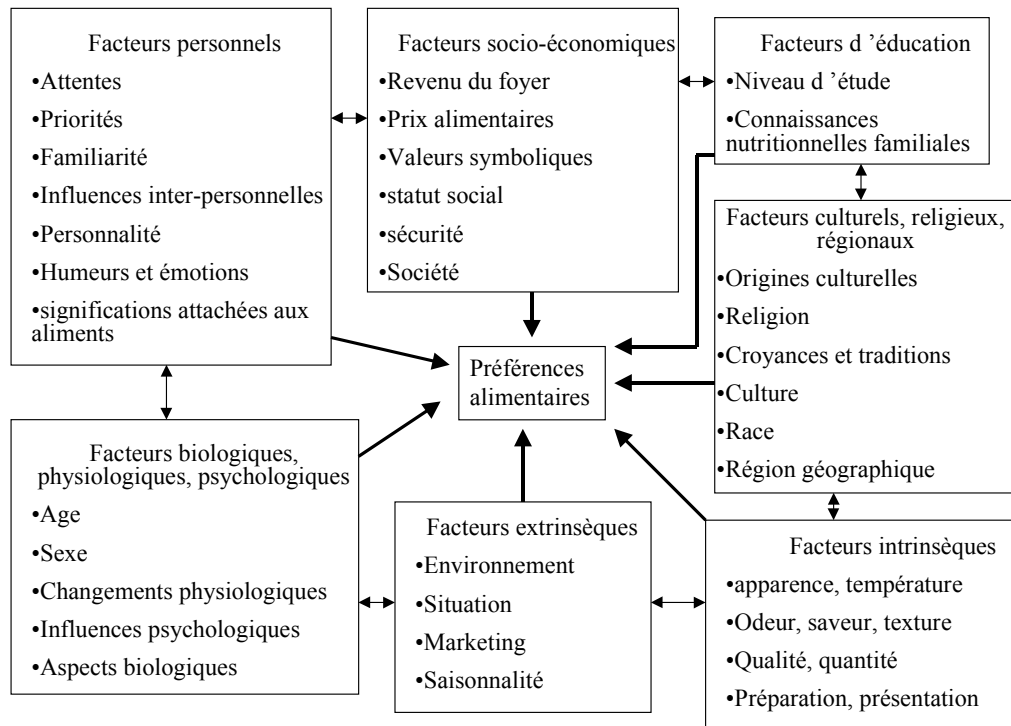 Facteurs personnels
•Attentes
•Priorités
•Familiarité
•Influences inter-personnelles
•Personnalité
•Humeurs et émotions
•significations attachées aux
aliments
Facteurs socio-économiques
•Revenu du foyer
•Prix alimentaires
•Valeurs symboliques
•statut social
•sécurité
•Société
Facteurs d ’éducation
•Niveau d ’étude
•Connaissances
nutritionnelles familiales
Facteurs culturels, religieux,
régionaux
•Origines culturelles
•Religion
•Croyances et traditions
•Culture
•Race
•Région géographique
Préférences
alimentaires
Facteurs biologiques,
physiologiques, psychologiques
•Age
•Sexe
•Changements physiologiques
•Influences psychologiques
•Aspects biologiques
Facteurs extrinsèques
•Environnement
•Situation
•Marketing
•Saisonnalité
Facteurs intrinsèques
•apparence, température
•Odeur, saveur, texture
•Qualité, quantité
•Préparation, présentation